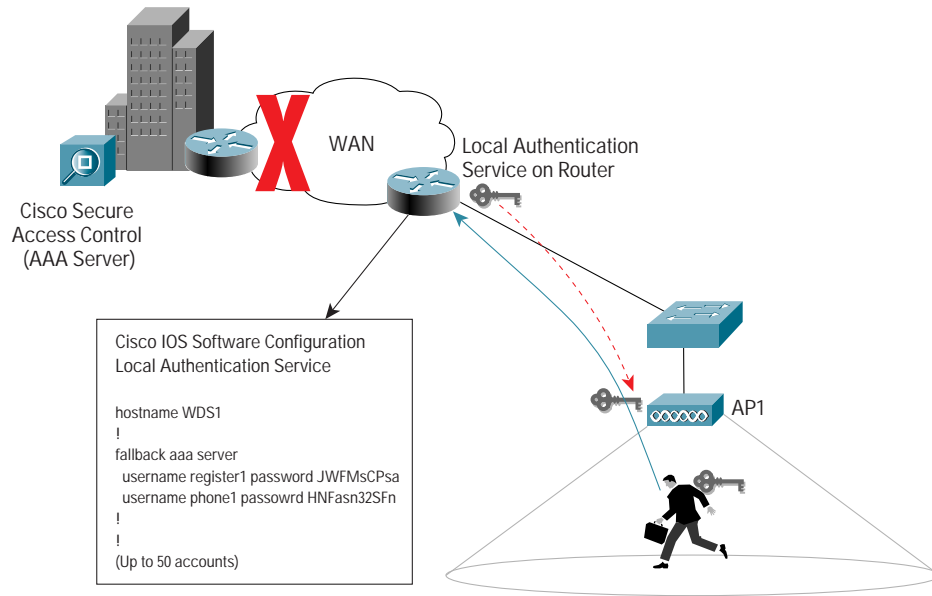 WAN
Local Authentication
Service on Router
Cisco Secure
Access Control
(AAA Server)
Cisco IOS Software Configuration
Local Authentication Service
hostname WDS1
!
fallback aaa server
username register1 password JWFMsCPsa
username phone1 passowrd HNFasn32SFn
!
!
(Up to 50 accounts)
AP1